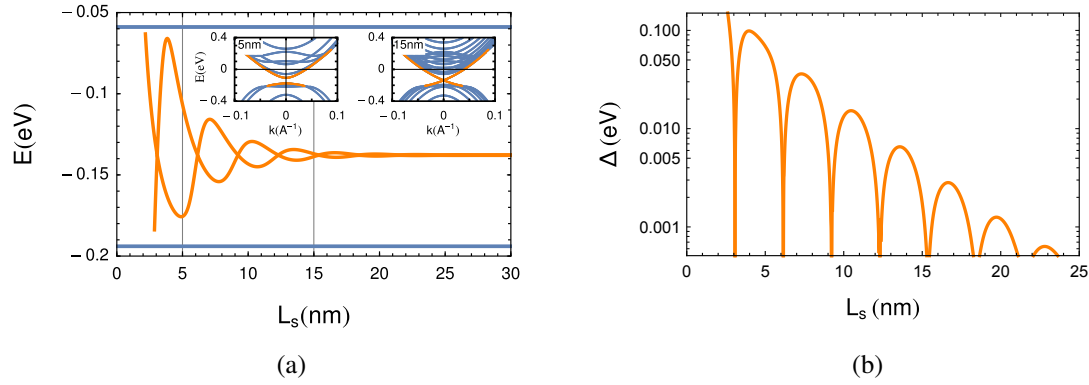 − 0.05
− 0.1
− 0.15
− 0.2
E(eV)
0 5 10 15 20 25 30
L_s(nm)
5nm
0.4
0
− 0.4
E(eV)
− 0.1 0 0.1
k(A⁻¹)
15nm
0.4
0
− 0.4
− 0.1 0 0.1
k(A⁻¹)
(a)
0.100
0.050
0.010
0.005
0.001
Δ (eV)
0 5 10 15 20 25
L_s (nm)
(b)